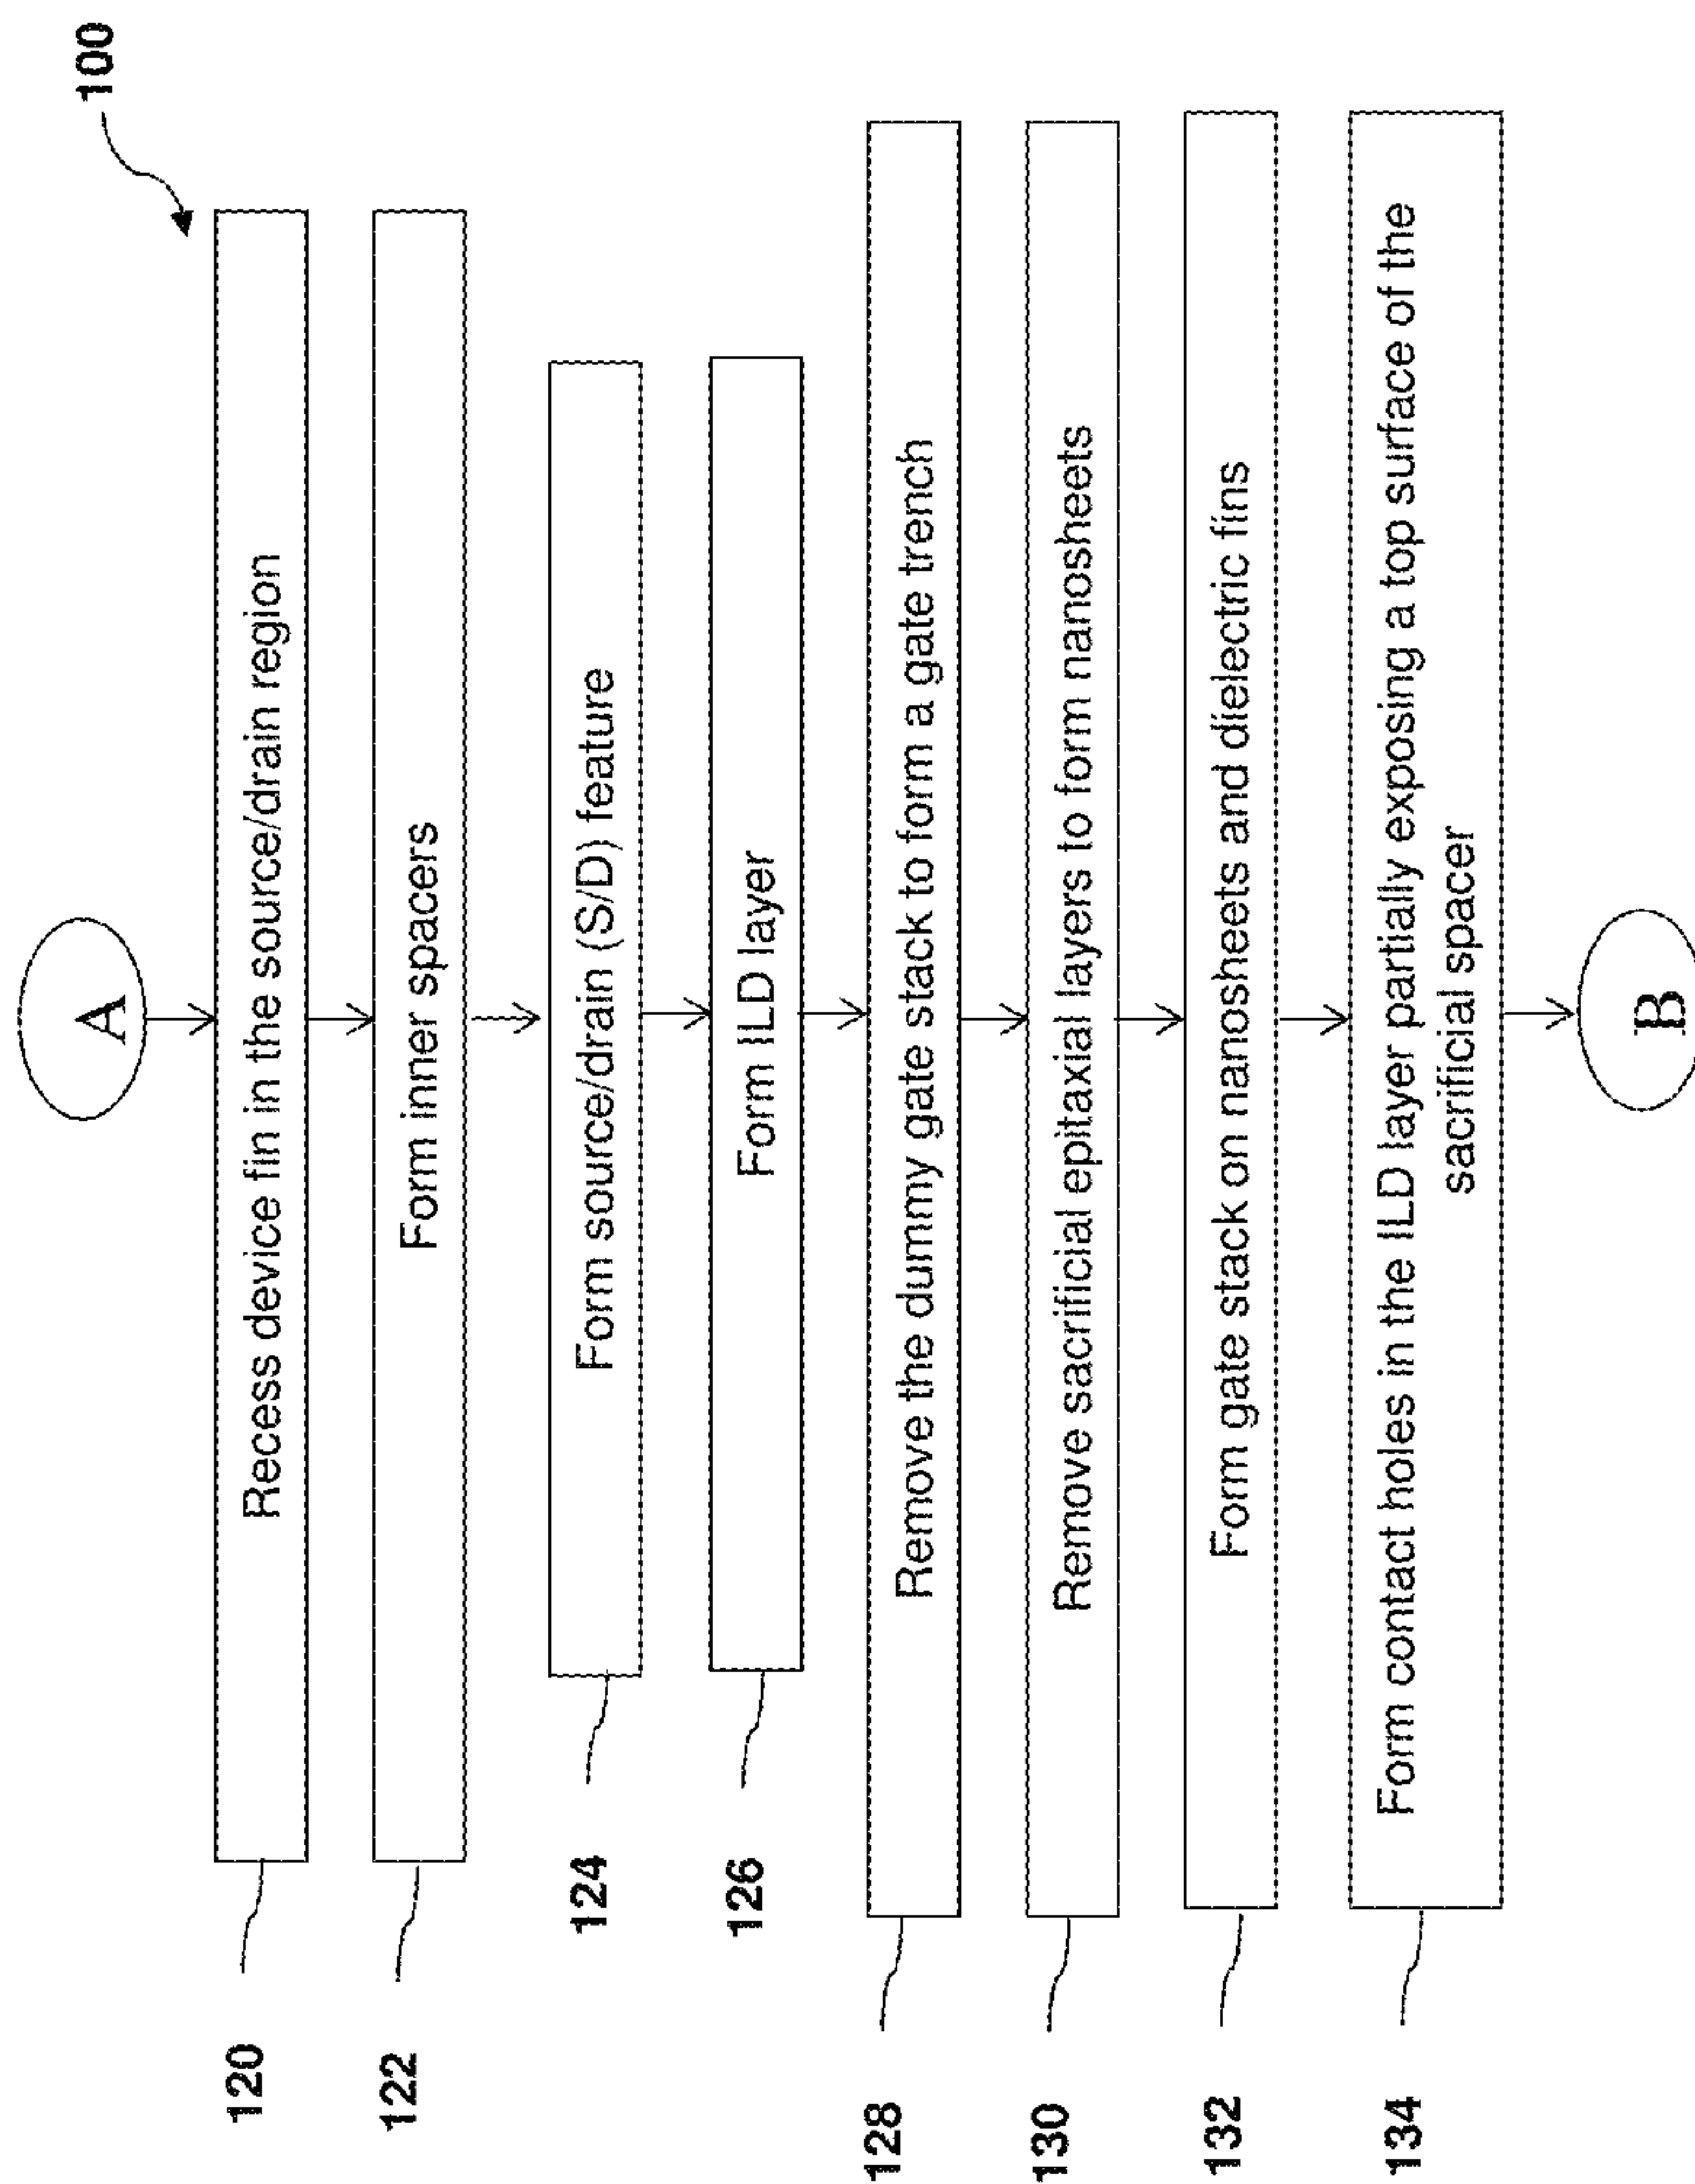 100
A
120
Recess device fin in the source/drain region
122
Form inner spacers
124
Form source/drain (S/D) feature
126
Form ILD layer
128
Remove the dummy gate stack to form a gate trench
130
Remove sacrificial epitaxial layers to form nanosheets
132
Form gate stack on nanosheets and dielectric fins
134
Form contact holes in the ILD layer partially exposing a top surface of the
sacrificial spacer
B